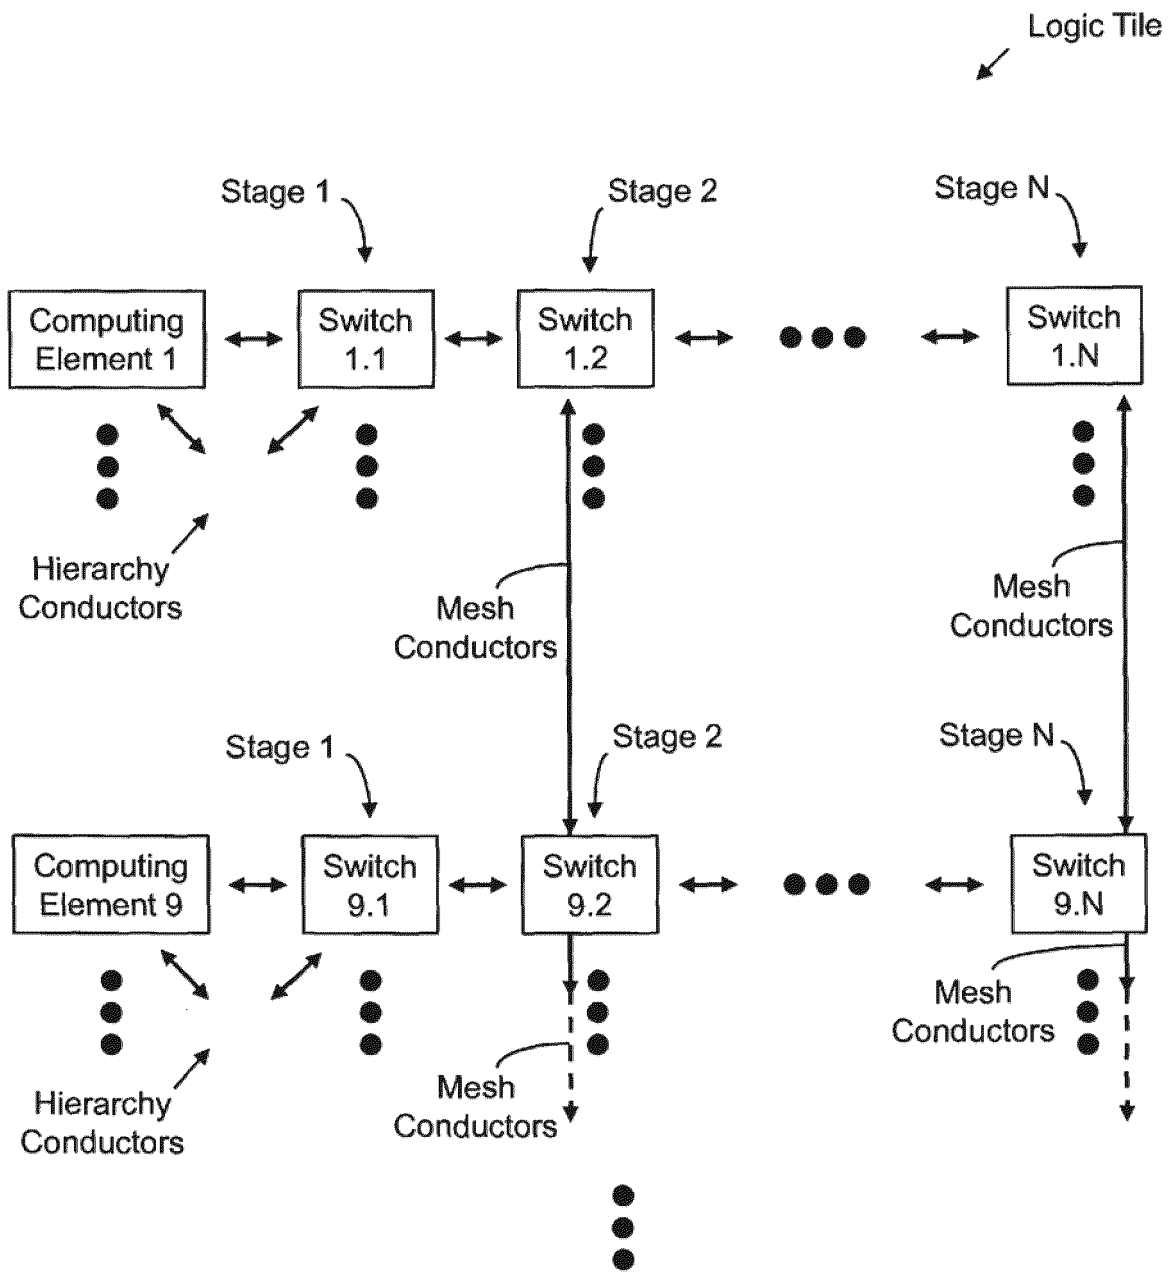 Logic Tile
Stage 1
Stage 2
Stage N
Computing
Element 1
Switch
1.1
Switch
1.2
Switch
1.N
Hierarchy
Conductors
Mesh
Conductors
Mesh
Conductors
Stage 1
Stage 2
Stage N
Computing
Element 9
Switch
9.1
Switch
9.2
Switch
9.N
Hierarchy
Conductors
Mesh
Conductors
Mesh
Conductors